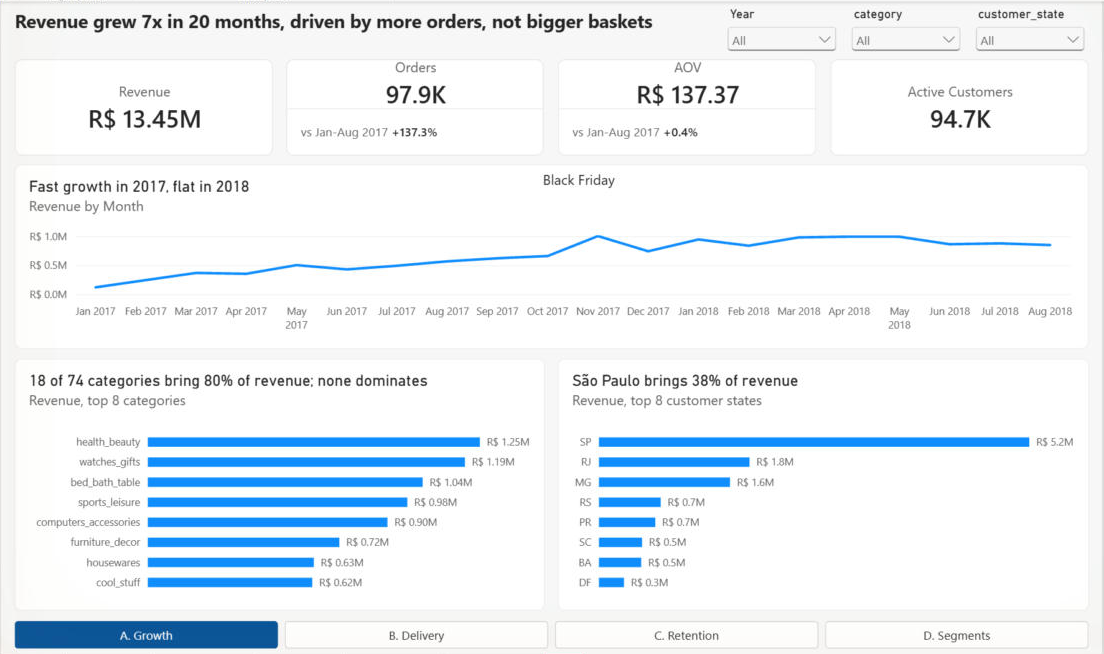 Revenue grew 7x in 20 months, driven by more orders, not bigger baskets
Year
All
category
All
customer_state
All
Revenue
R$ 13.45M
Orders
97.9K
vs Jan-Aug 2017 +137.3%
AOV
R$ 137.37
vs Jan-Aug 2017 +0.4%
Active Customers
94.7K
Fast growth in 2017, flat in 2018
Revenue by Month
Black Friday
R$ 1.0M
R$ 0.5M
R$ 0.0M
Jan 2017 Feb 2017 Mar 2017 Apr 2017 May 2017 Jun 2017 Jul 2017 Aug 2017 Sep 2017 Oct 2017 Nov 2017 Dec 2017 Jan 2018 Feb 2018 Mar 2018 Apr 2018 May 2018 Jun 2018 Jul 2018 Aug 2018
18 of 74 categories bring 80% of revenue; none dominates
Revenue, top 8 categories
health_beauty R$ 1.25M
watches_gifts R$ 1.19M
bed_bath_table R$ 1.04M
sports_leisure R$ 0.98M
computers_accessories R$ 0.90M
furniture_decor R$ 0.72M
housewares R$ 0.63M
cool_stuff R$ 0.62M
São Paulo brings 38% of revenue
Revenue, top 8 customer states
SP R$ 5.2M
RJ R$ 1.8M
MG R$ 1.6M
RS R$ 0.7M
PR R$ 0.7M
SC R$ 0.5M
BA R$ 0.5M
DF R$ 0.3M
A. Growth
B. Delivery
C. Retention
D. Segments